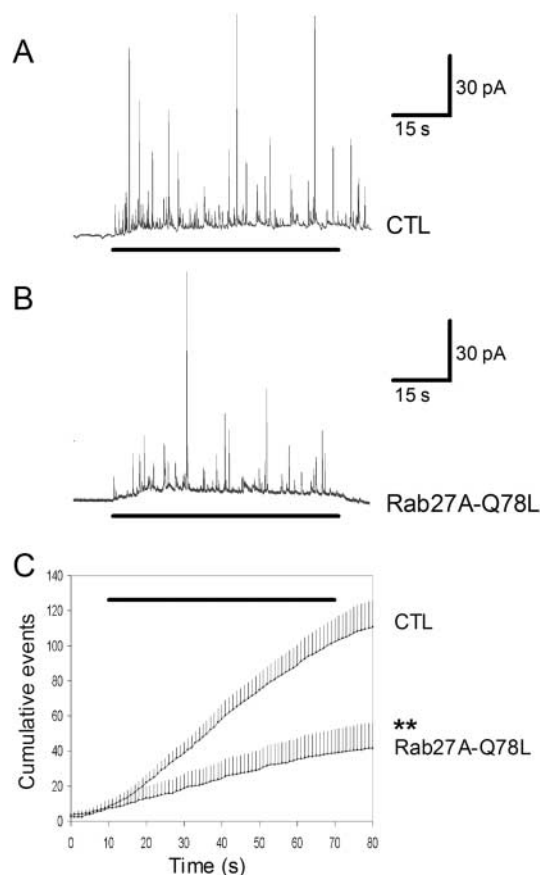 A
30 pA
15 s
CTL
B
30 pA
15 s
Rab27A-Q78L
C
140
120
100
80
60
40
20
0
Cumulative events
0 10 20 30 40 50 60 70 80
Time (s)
CTL
**
Rab27A-Q78L